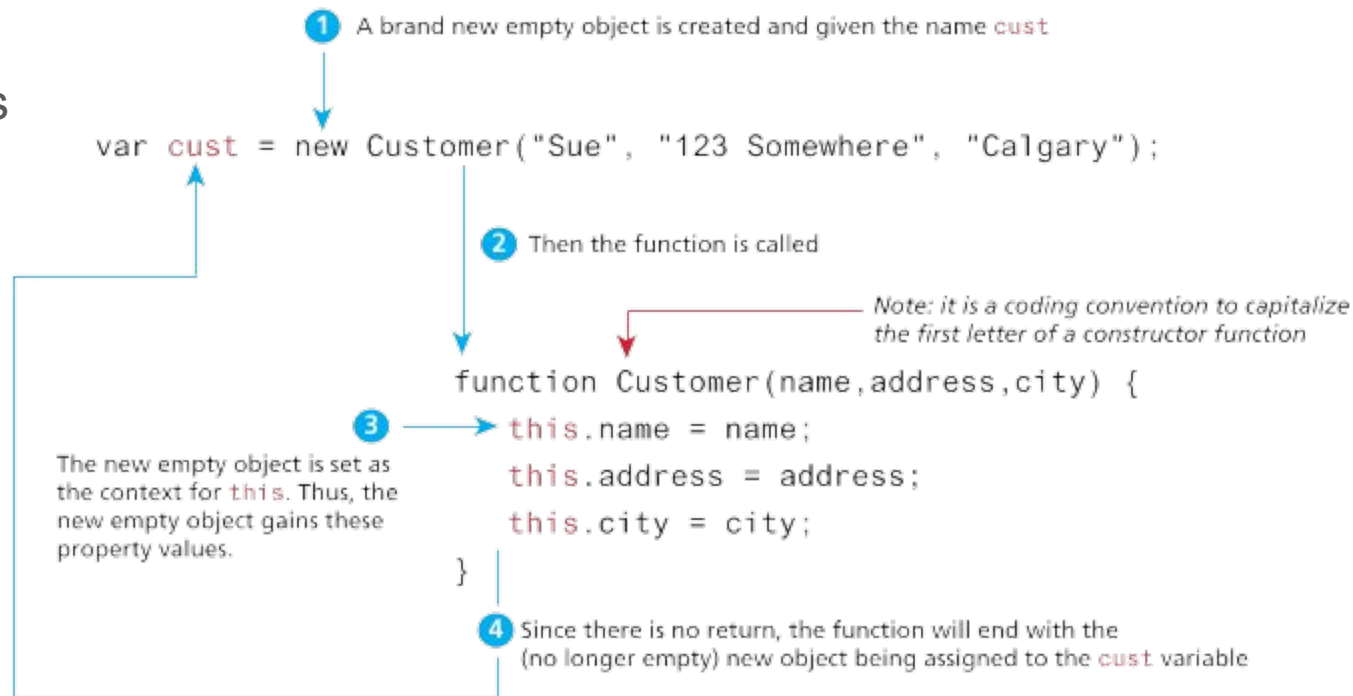 1 A brand new empty object is created and given the name cust
s
var cust = new Customer("Sue", "123 Somewhere", "Calgary");
2 Then the function is called
Note: it is a coding convention to capitalize
the first letter of a constructor function
function Customer(name,address,city) {
3
this.name = name;
The new empty object is set as
the context for this. Thus, the
new empty object gains these
property values.
this.address = address;
this.city = city;
}
4 Since there is no return, the function will end with the
(no longer empty) new object being assigned to the cust variable